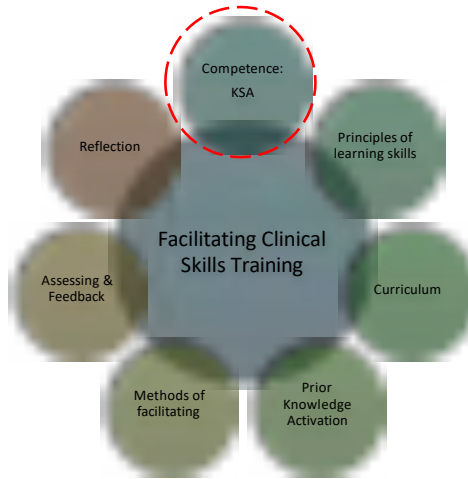 Competence:
KSA
Principles of
learning skills
Curriculum
Prior
Knowledge
Activation
Methods of
facilitating
Assessing &
Feedback
Reflection
Facilitating Clinical
Skills Training